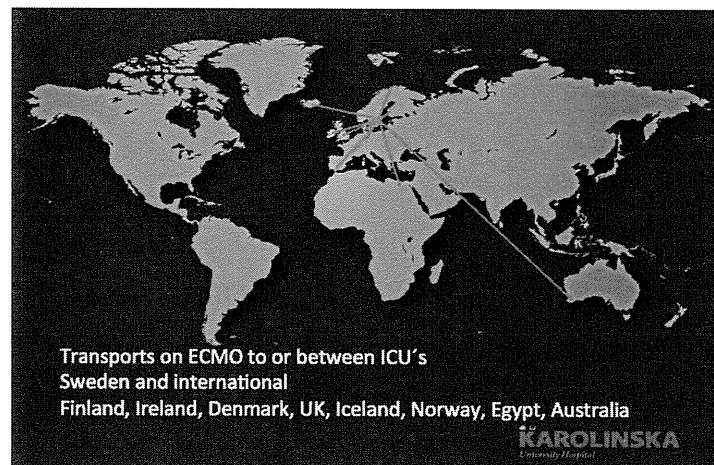 Transports on ECMO to or between ICU´s
Sweden and international
Finland, Ireland, Denmark, UK, Iceland, Norway, Egypt, Australia
KAROLINSKA
University Hospital